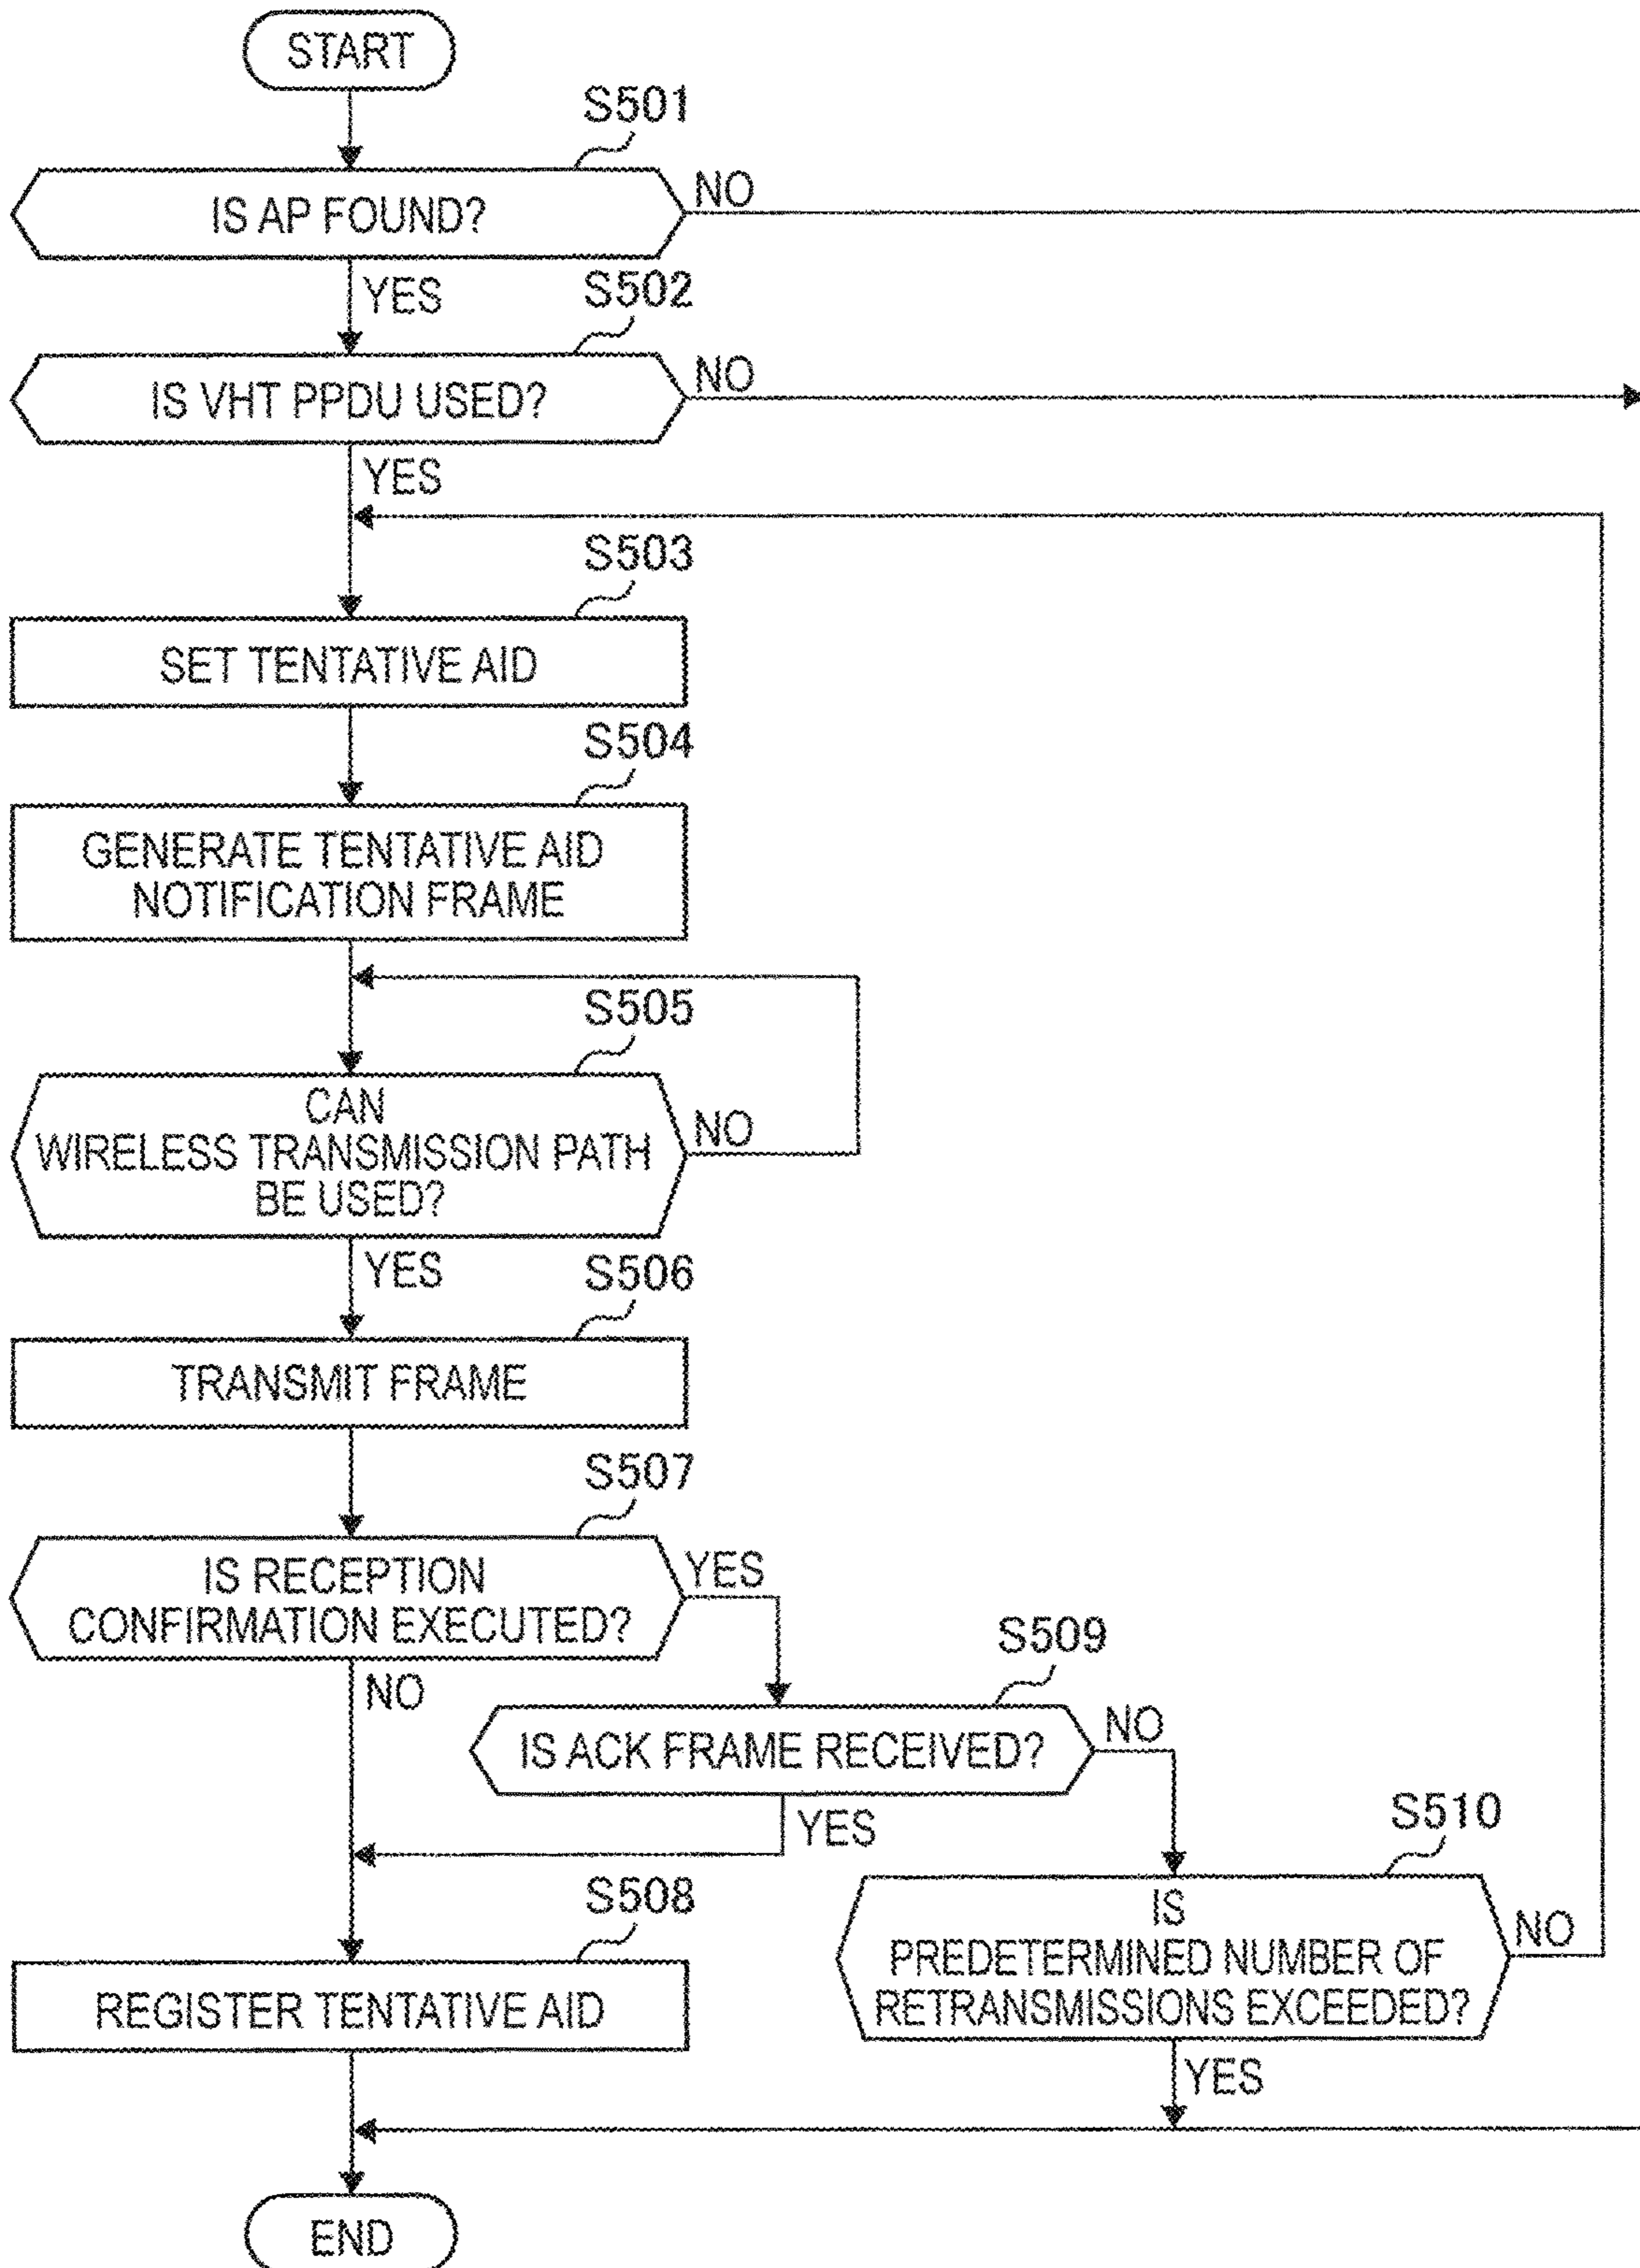 START
S501
IS AP FOUND?
NO
YES
S502
IS VHT PPDU USED?
NO
YES
S503
SET TENTATIVE AID
S504
GENERATE TENTATIVE AID
NOTIFICATION FRAME
S505
CAN
WIRELESS TRANSMISSION PATH
BE USED?
NO
YES
S506
TRANSMIT FRAME
S507
IS RECEPTION
CONFIRMATION EXECUTED?
YES
NO
S509
IS ACK FRAME RECEIVED?
NO
YES
S510
IS
PREDETERMINED NUMBER OF
RETRANSMISSIONS EXCEEDED?
NO
YES
S508
REGISTER TENTATIVE AID
END